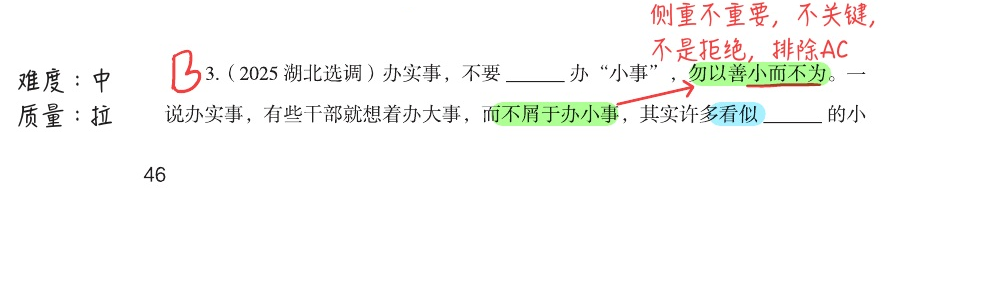 侧重不重要，不关键，
不是拒绝，排除AC
难度：中
B 3.（2025 湖北选调）办实事，不要 ______ 办“小事”，勿以善小而不为。一
质量：拉
说办实事，有些干部就想着办大事，而不屑于办小事，其实许多看似 ______ 的小
46